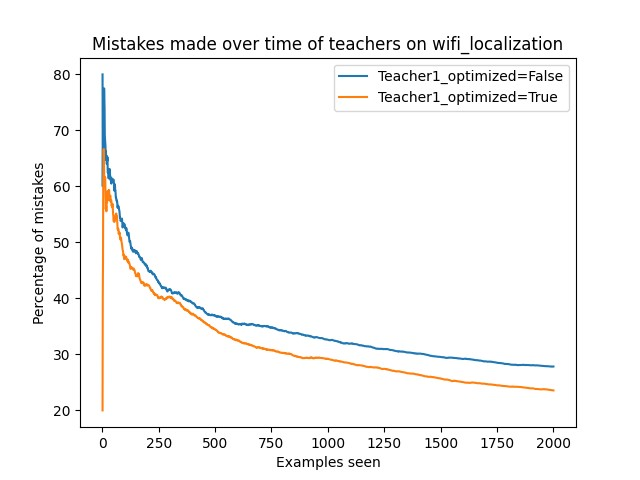 Mistakes made over time of teachers on wifi_localization
Teacher1_optimized=False
Teacher1_optimized=True
Percentage of mistakes
80
70
60
50
40
30
20
0 250 500 750 1000 1250 1500 1750 2000
Examples seen